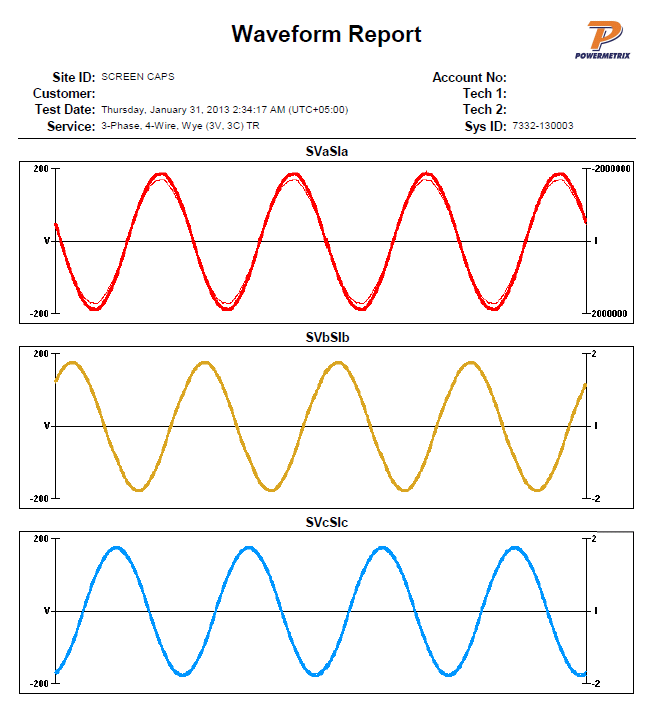 Waveform Report
POWERMETRIX
Site ID: SCREEN CAPS
Account No:
Customer:
Tech 1:
Test Date: Thursday, January 31, 2013 2:34:17 AM (UTC+05:00)
Tech 2:
Service: 3-Phase, 4-Wire, Wye (3V, 3C) TR
Sys ID: 7332-130003
SVaSIa
200
-2000000
V
I
-200
2000000
SVbSIb
200
2
V
I
-200
-2
SVcSIc
200
2
V
I
-200
-2